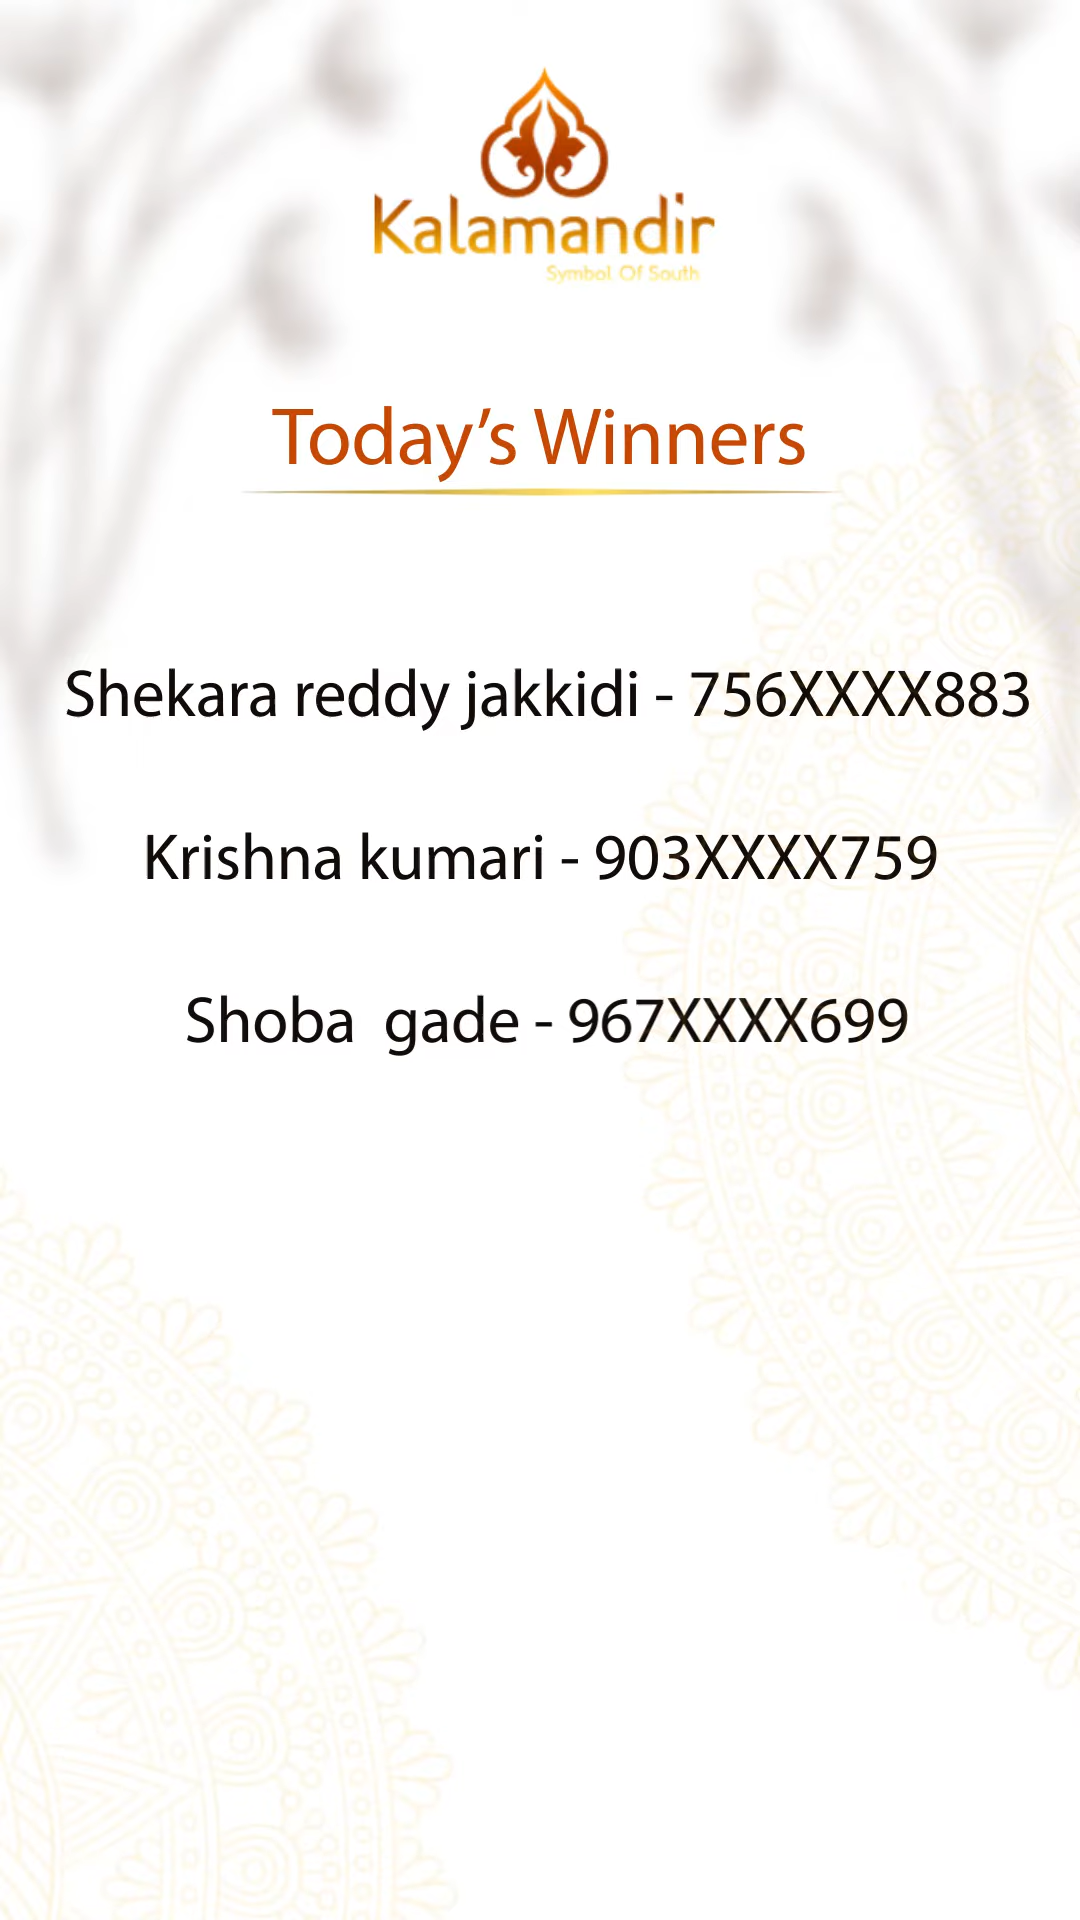 Kalamandir
Symbol Of South
Today’s Winners
Shekara reddy jakkidi - 756XXXX883
Krishna kumari - 903XXXX759
Shoba  gade - 967XXXX699